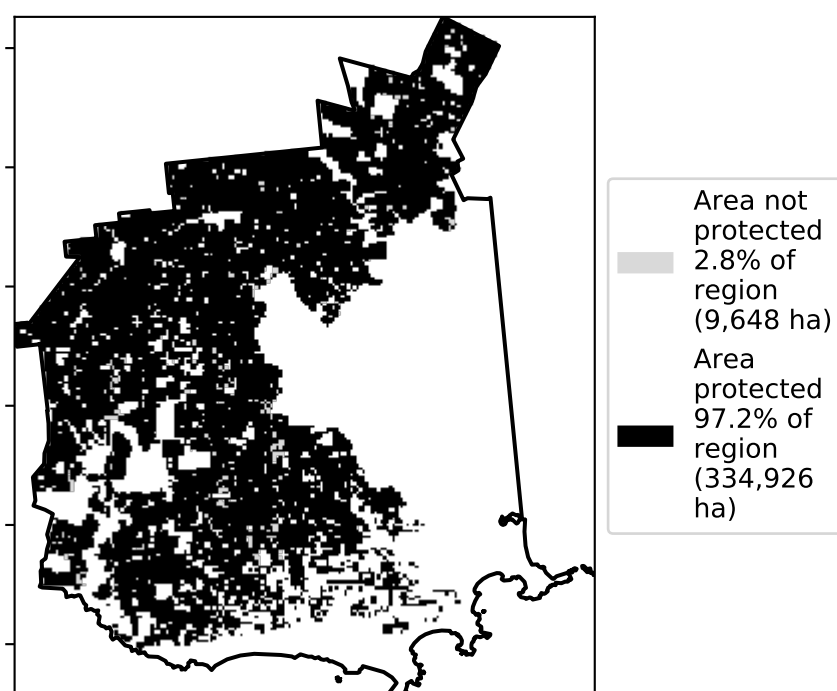 Area not
protected
2.8% of
region
(9,648 ha)
Area
protected
97.2% of
region
(334,926
ha)